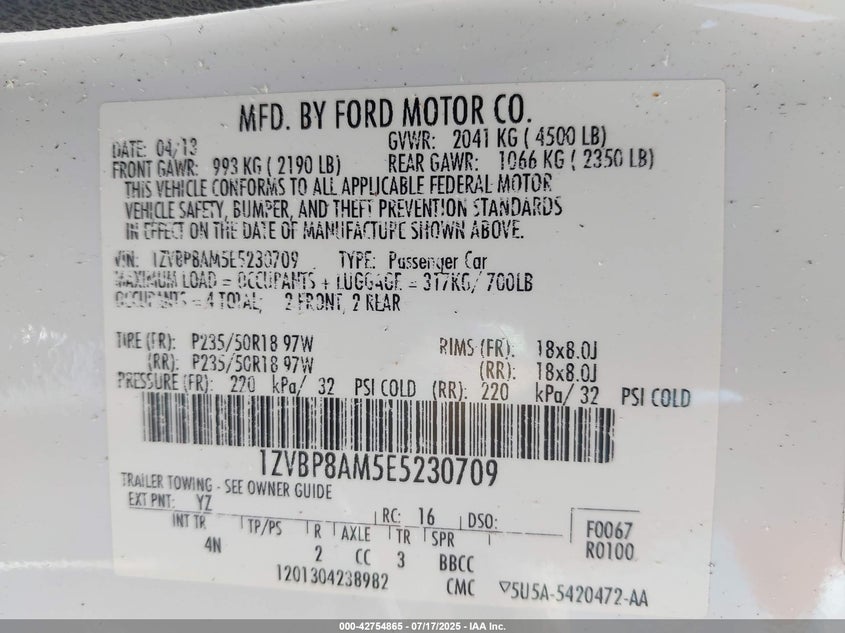 MFD. BY FORD MOTOR CO.
DATE: 04/13 GVWR: 2041 KG ( 4500 LB)
FRONT GAWR: 993 KG ( 2190 LB) REAR GAWR: 1066 KG ( 2350 LB)
THIS VEHICLE CONFORMS TO ALL APPLICABLE FEDERAL MOTOR
VEHICLE SAFETY, BUMPER, AND THEFT PREVENTION STANDARDS
IN EFFECT ON THE DATE OF MANUFACTURE SHOWN ABOVE.
VIN: 1ZVBP8AM5E5230709 TYPE: Passenger Car
MAXIMUM LOAD = OCCUPANTS + LUGGAGE = 317KG/ 700LB
OCCUPANTS = 4 TOTAL; 2 FRONT, 2 REAR
TIRE (FR): P235/50R18 97W RIMS (FR): 18x8.0J
(RR): P235/50R18 97W (RR): 18x8.0J
PRESSURE (FR): 220 kPa/ 32 PSI COLD (RR): 220 kPa/ 32 PSI COLD
1ZVBP8AM5E5230709
TRAILER TOWING - SEE OWNER GUIDE
EXT PNT: YZ RC: 16 DSO:
INT TR TP/PS R AXLE TR SPR F0067
4N 2 CC 3 BBCC R0100
1201304238982 CMC 5U5A-5420472-AA
000-42754865 - 07/17/2025 - IAA Inc.